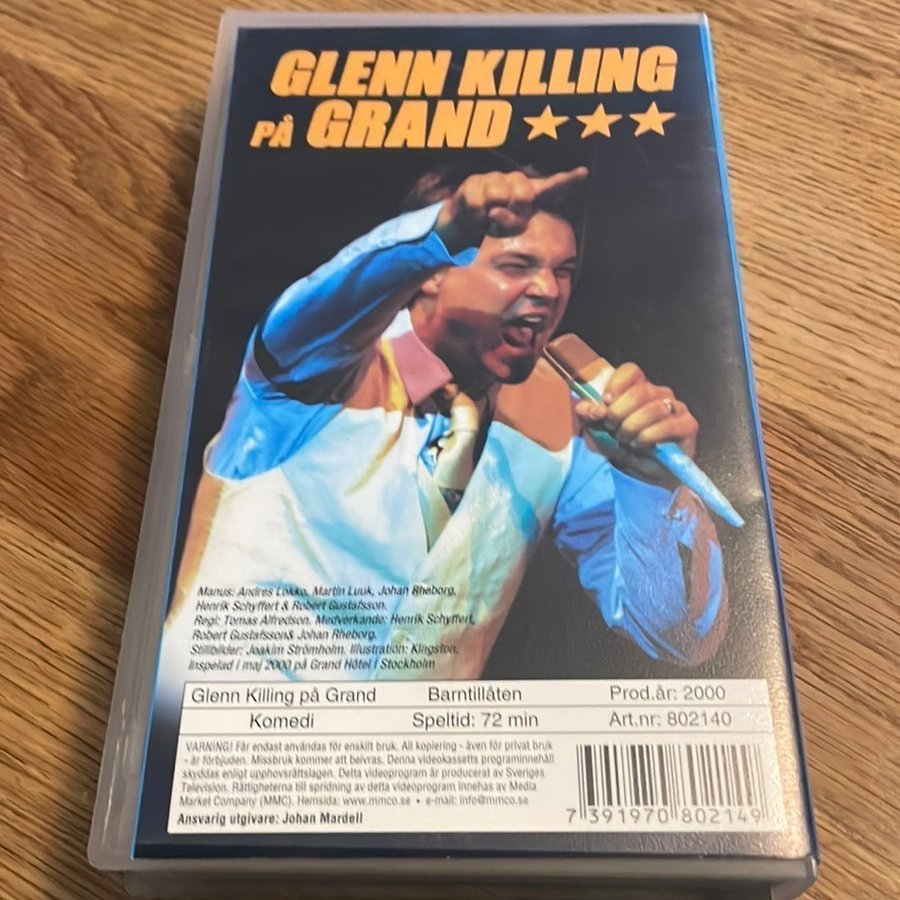 GLENN KILLING
PÅ GRAND ★★★
Manus: Andres Lokko, Martin Luuk, Johan Rheborg,
Henrik Schyffert & Robert Gustafsson.
Regi: Tomas Alfredson. Medverkande: Henrik Schyffert,
Robert Gustafsson& Johan Rheborg.
Stillbilder: Joakim Strömholm. Illustration: Kingston.
Inspelad i maj 2000 på Grand Hôtel i Stockholm
Glenn Killing på Grand Barntillåten Prod.år: 2000
Komedi Speltid: 72 min Art.nr: 802140
VARNING! Får endast användas för enskilt bruk. All kopiering - även för privat bruk
- är förbjuden. Missbruk kommer att beivras. Denna videokassetts programinnehåll
skyddas enligt upphovsrättslagen. Detta videoprogram är producerat av Sveriges
Television. Rättigheterna till spridning av detta videoprogram innehas av Media
Market Company (MMC). Hemsida: www.mmco.se • e-mail: info@mmco.se
Ansvarig utgivare: Johan Mardell
7 391970 802149